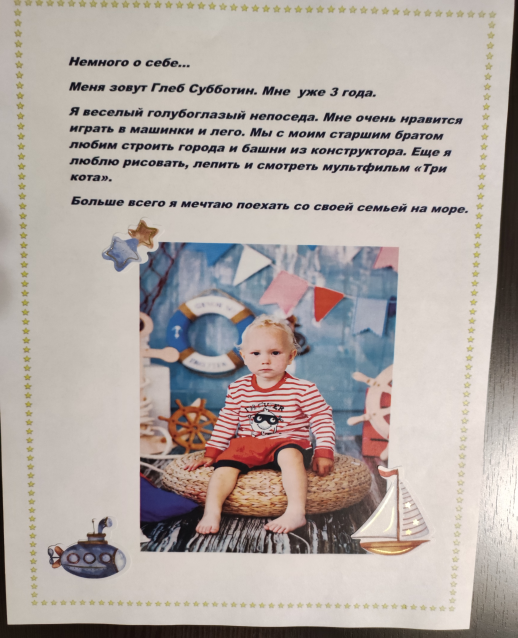 Немного о себе...
Меня зовут Глеб Субботин. Мне уже 3 года.
Я веселый голубоглазый непоседа. Мне очень нравится
играть в машинки и лего. Мы с моим старшим братом
любим строить города и башни из конструктора. Еще я
люблю рисовать, лепить и смотреть мультфильм «Три
кота».
Больше всего я мечтаю поехать со своей семьей на море.